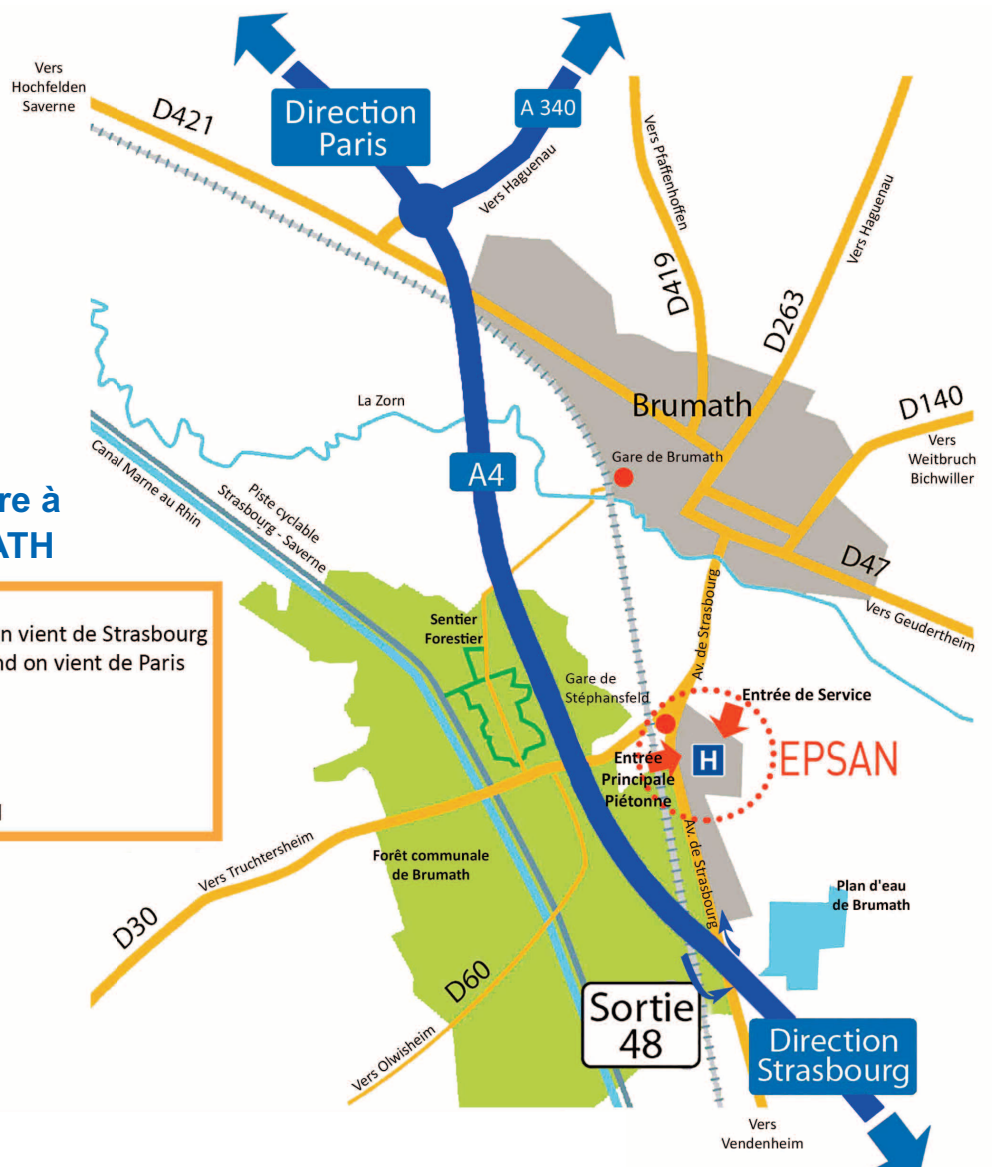 Vers
Hochfelden
Saverne
D421
Direction
Paris
A 340
Vers Haguenau
Vers Pfaffenhoffen
D419
Vers Haguenau
D263
Brumath
D140
Vers
Weitbruch
Bichwiller
La Zorn
Gare de Brumath
A4
Canal Marne au Rhin
Piste cyclable
Strasbourg - Saverne
re à
ATH
n vient de Strasbourg
nd on vient de Paris
D47
Vers Geudertheim
Av. de Strasbourg
Sentier
Forestier
Gare de
Stéphansfeld
Entrée de Service
Entrée
Principale
Piétonne
H
EPSAN
Av. de Strasbourg
Vers Truchtersheim
Forêt communale
de Brumath
D30
D60
Vers Olwisheim
Plan d'eau
de Brumath
Sortie
48
Direction
Strasbourg
Vers
Vendenheim